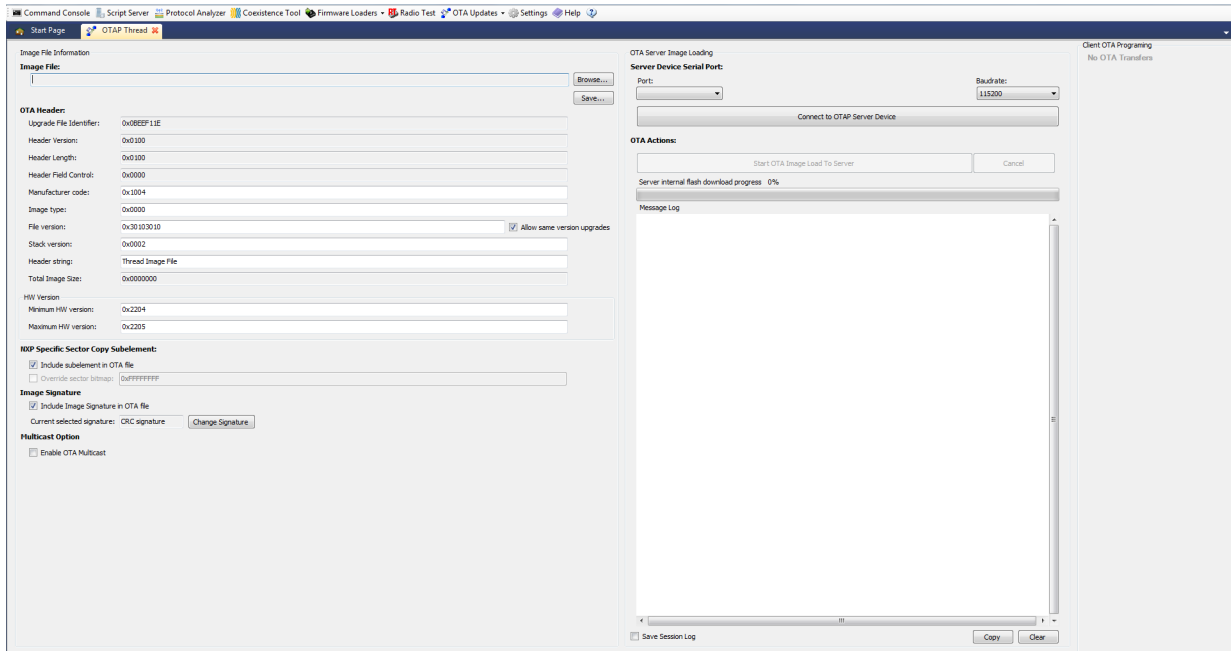 Command Console Script Server Protocol Analyzer Coexistence Tool Firmware Loaders Radio Test OTA Updates Settings Help
Start Page OTAP Thread
Image File Information
Image File:
Browse...
Save...
OTA Header:
Upgrade File Identifier: 0x0BEEF11E
Header Version: 0x0100
Header Length: 0x0100
Header Field Control: 0x0000
Manufacturer code: 0x1004
Image type: 0x0000
File version: 0x30103010 Allow same version upgrades
Stack version: 0x0002
Header string: Thread Image File
Total Image Size: 0x0000000
HW Version
Minimum HW version: 0x2204
Maximum HW version: 0x2205
NXP Specific Sector Copy Subelement:
Include subelement in OTA file
Override sector bitmap: 0xFFFFFFFF
Image Signature
Include Image Signature in OTA file
Current selected signature: CRC signature Change Signature
Multicast Option
Enable OTA Multicast
OTA Server Image Loading
Server Device Serial Port:
Port: Baudrate:
115200
Connect to OTAP Server Device
OTA Actions:
Start OTA Image Load To Server Cancel
Server internal flash download progress 0%
Message Log
Save Session Log Copy Clear
Client OTA Programing
No OTA Transfers